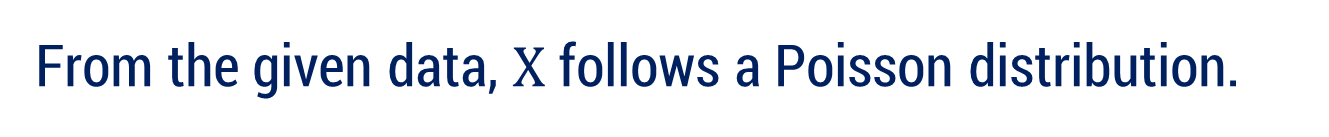 From the given data, X follows a Poisson distribution.